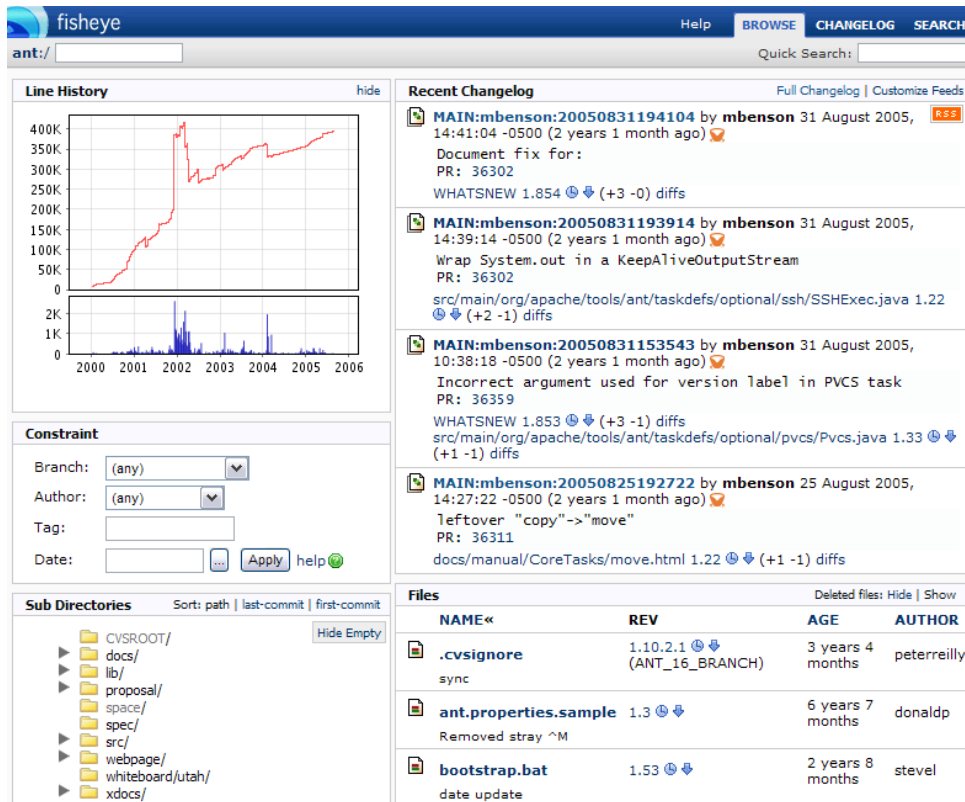 fisheye
Help BROWSE CHANGELOG SEARCH
ant:/ Quick Search:
Line History hide
400K
350K
300K
250K
200K
150K
100K
50K
0
2K
1K
0
2000 2001 2002 2003 2004 2005 2006
Constraint
Branch: (any)
Author: (any)
Tag:
Date: ... Apply help ?
Sub Directories Sort: path | last-commit | first-commit
Hide Empty
CVSROOT/
docs/
lib/
proposal/
space/
spec/
src/
webpage/
whiteboard/utah/
xdocs/
Recent Changelog Full Changelog | Customize Feeds
RSS
MAIN:mbenson:20050831194104 by mbenson 31 August 2005,
14:41:04 -0500 (2 years 1 month ago)
Document fix for:
PR: 36302
WHATSNEW 1.854 (+3 -0) diffs
MAIN:mbenson:20050831193914 by mbenson 31 August 2005,
14:39:14 -0500 (2 years 1 month ago)
Wrap System.out in a KeepAliveOutputStream
PR: 36302
src/main/org/apache/tools/ant/taskdefs/optional/ssh/SSHExec.java 1.22
(+2 -1) diffs
MAIN:mbenson:20050831153543 by mbenson 31 August 2005,
10:38:18 -0500 (2 years 1 month ago)
Incorrect argument used for version label in PVCS task
PR: 36359
WHATSNEW 1.853 (+3 -1) diffs
src/main/org/apache/tools/ant/taskdefs/optional/pvcs/Pvcs.java 1.33
(+1 -1) diffs
MAIN:mbenson:20050825192722 by mbenson 25 August 2005,
14:27:22 -0500 (2 years 1 month ago)
leftover "copy"->"move"
PR: 36311
docs/manual/CoreTasks/move.html 1.22 (+1 -1) diffs
Files Deleted files: Hide | Show
NAME« REV AGE AUTHOR
.cvsignore 1.10.2.1 (ANT_16_BRANCH) 3 years 4 months peterreilly
sync
ant.properties.sample 1.3 6 years 7 months donaldp
Removed stray ^M
bootstrap.bat 1.53 2 years 8 months stevel
date update